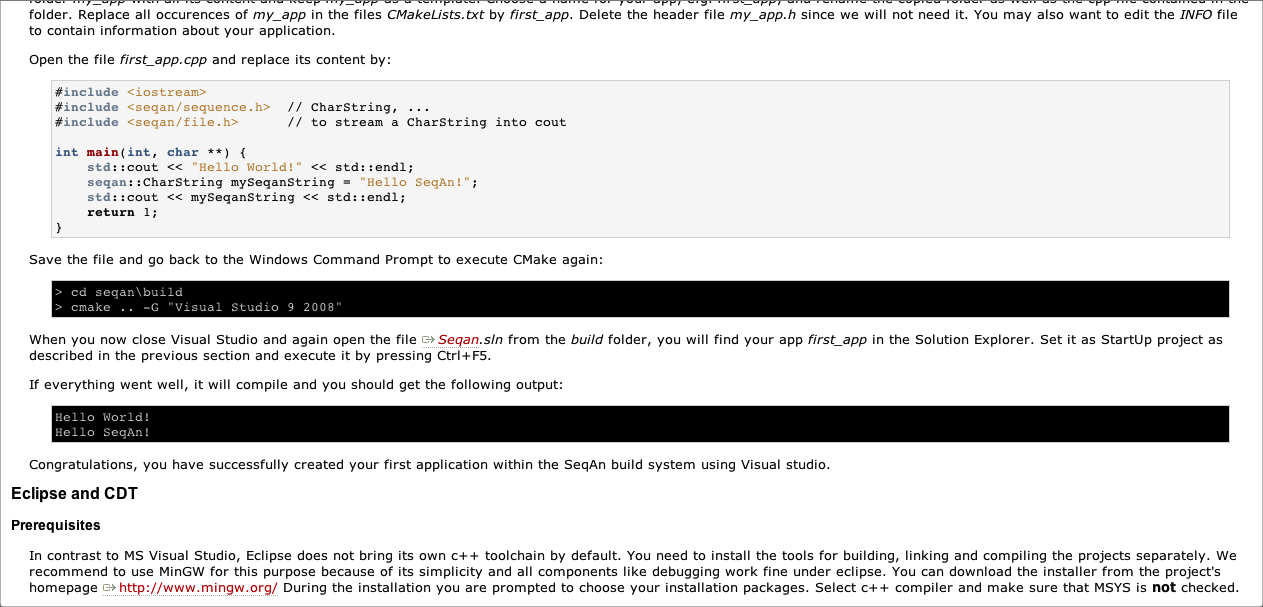 folder. Replace all occurences of my_app in the files CMakeLists.txt by first_app. Delete the header file my_app.h since we will not need it. You may also want to edit the INFO file
to contain information about your application.
Open the file first_app.cpp and replace its content by:
#include <iostream>
#include <seqan/sequence.h>  // CharString, ...
#include <seqan/file.h>      // to stream a CharString into cout
int main(int, char **) {
    std::cout << "Hello World!" << std::endl;
    seqan::CharString mySeqanString = "Hello SeqAn!";
    std::cout << mySeqanString << std::endl;
    return 1;
}
Save the file and go back to the Windows Command Prompt to execute CMake again:
> cd seqan\build
> cmake .. -G "Visual Studio 9 2008"
When you now close Visual Studio and again open the file Seqan.sln from the build folder, you will find your app first_app in the Solution Explorer. Set it as StartUp project as
described in the previous section and execute it by pressing Ctrl+F5.
If everything went well, it will compile and you should get the following output:
Hello World!
Hello SeqAn!
Congratulations, you have successfully created your first application within the SeqAn build system using Visual studio.
Eclipse and CDT
Prerequisites
In contrast to MS Visual Studio, Eclipse does not bring its own c++ toolchain by default. You need to install the tools for building, linking and compiling the projects separately. We
recommend to use MinGW for this purpose because of its simplicity and all components like debugging work fine under eclipse. You can download the installer from the project's
homepage http://www.mingw.org/ During the installation you are prompted to choose your installation packages. Select c++ compiler and make sure that MSYS is not checked.